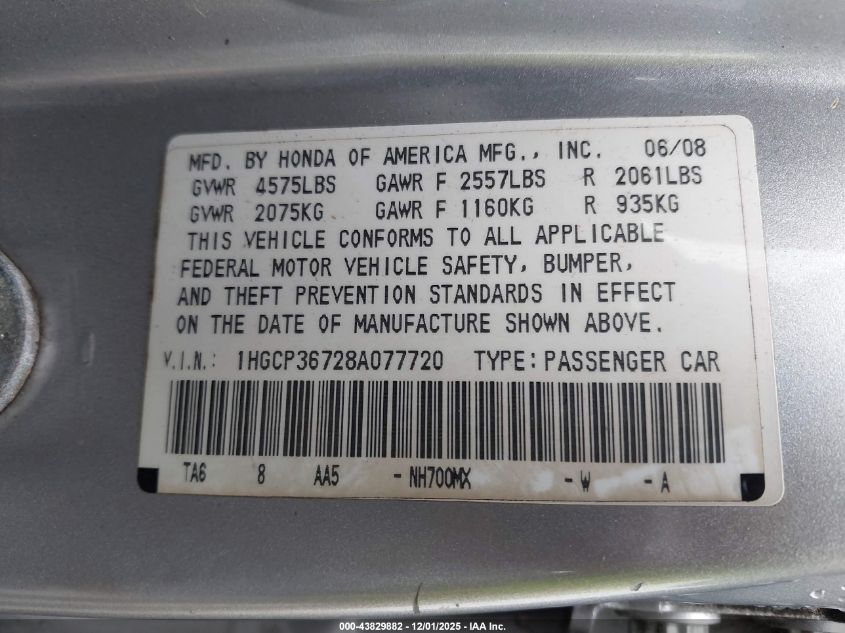 MFD. BY HONDA OF AMERICA MFG., INC. 06/08
GVWR 4575LBS GAWR F 2557LBS R 2061LBS
GVWR 2075KG GAWR F 1160KG R 935KG
THIS VEHICLE CONFORMS TO ALL APPLICABLE
FEDERAL MOTOR VEHICLE SAFETY, BUMPER,
AND THEFT PREVENTION STANDARDS IN EFFECT
ON THE DATE OF MANUFACTURE SHOWN ABOVE.
V.I.N.: 1HGCP36728A077720 TYPE: PASSENGER CAR
TA6 8 AA5 - NH700MX - W - A
000-43829882 - 12/01/2025 - IAA Inc.